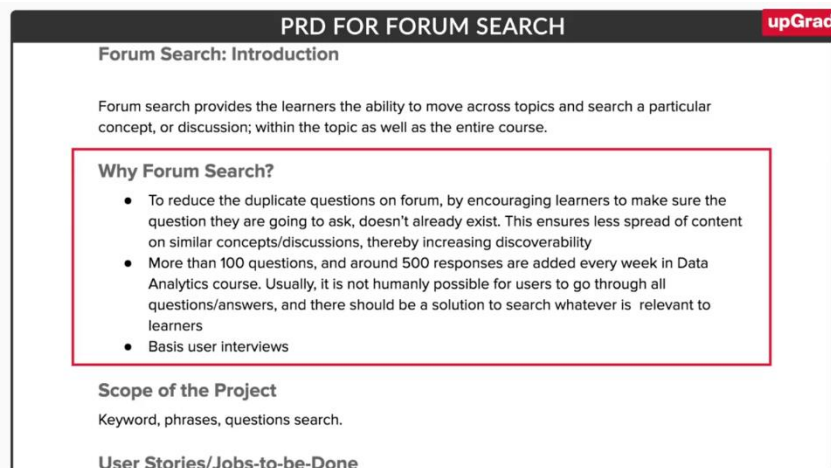 PRD FOR FORUM SEARCH
upGrad
Forum Search: Introduction
Forum search provides the learners the ability to move across topics and search a particular
concept, or discussion; within the topic as well as the entire course.
Why Forum Search?
● To reduce the duplicate questions on forum, by encouraging learners to make sure the
question they are going to ask, doesn't already exist. This ensures less spread of content
on similar concepts/discussions, thereby increasing discoverability
● More than 100 questions, and around 500 responses are added every week in Data
Analytics course. Usually, it is not humanly possible for users to go through all
questions/answers, and there should be a solution to search whatever is relevant to
learners
● Basis user interviews
Scope of the Project
Keyword, phrases, questions search.
User Stories/Jobs-to-be-Done